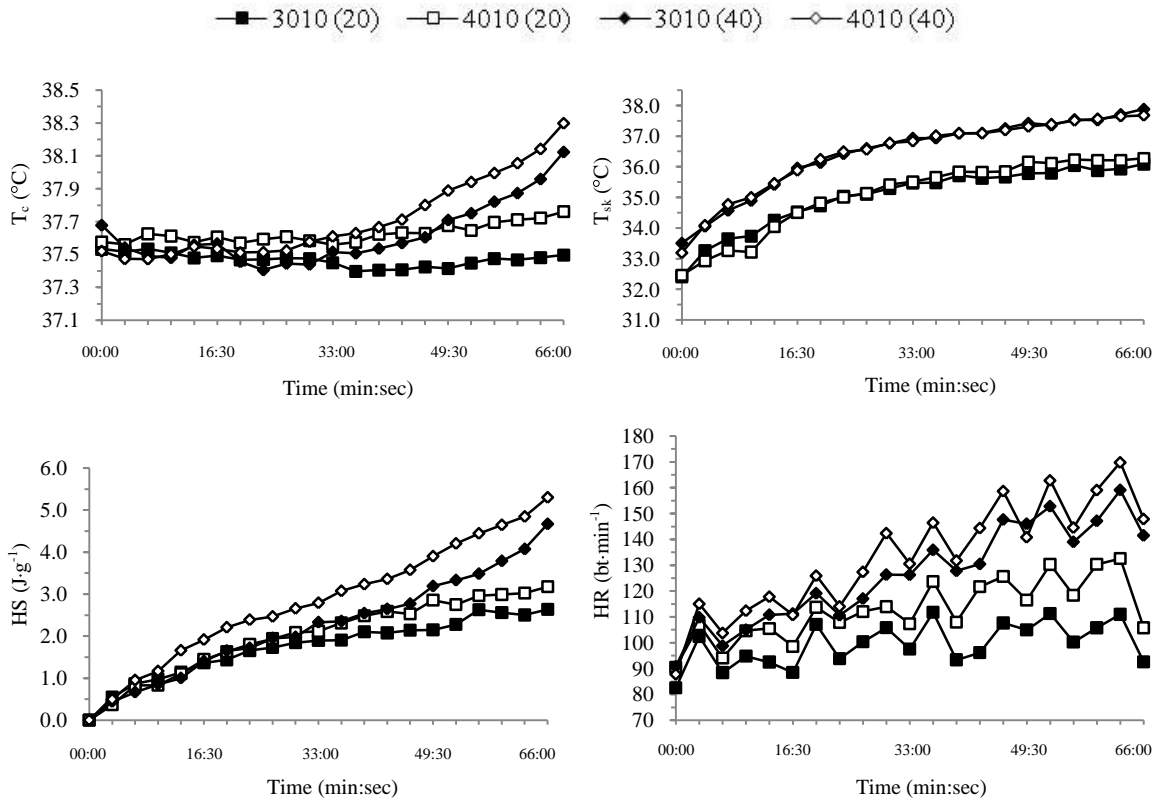 3010 (20) 4010 (20) 3010 (40) 4010 (40)
T_c (°C)
38.5
38.3
38.1
37.9
37.7
37.5
37.3
37.1
00:00 16:30 33:00 49:30 66:00
Time (min:sec)
T_sk (°C)
38.0
37.0
36.0
35.0
34.0
33.0
32.0
31.0
00:00 16:30 33:00 49:30 66:00
Time (min:sec)
HS (J·g⁻¹)
6.0
5.0
4.0
3.0
2.0
1.0
0.0
00:00 16:30 33:00 49:30 66:00
Time (min:sec)
HR (bt·min⁻¹)
180
170
160
150
140
130
120
110
100
90
80
70
00:00 16:30 33:00 49:30 66:00
Time (min:sec)